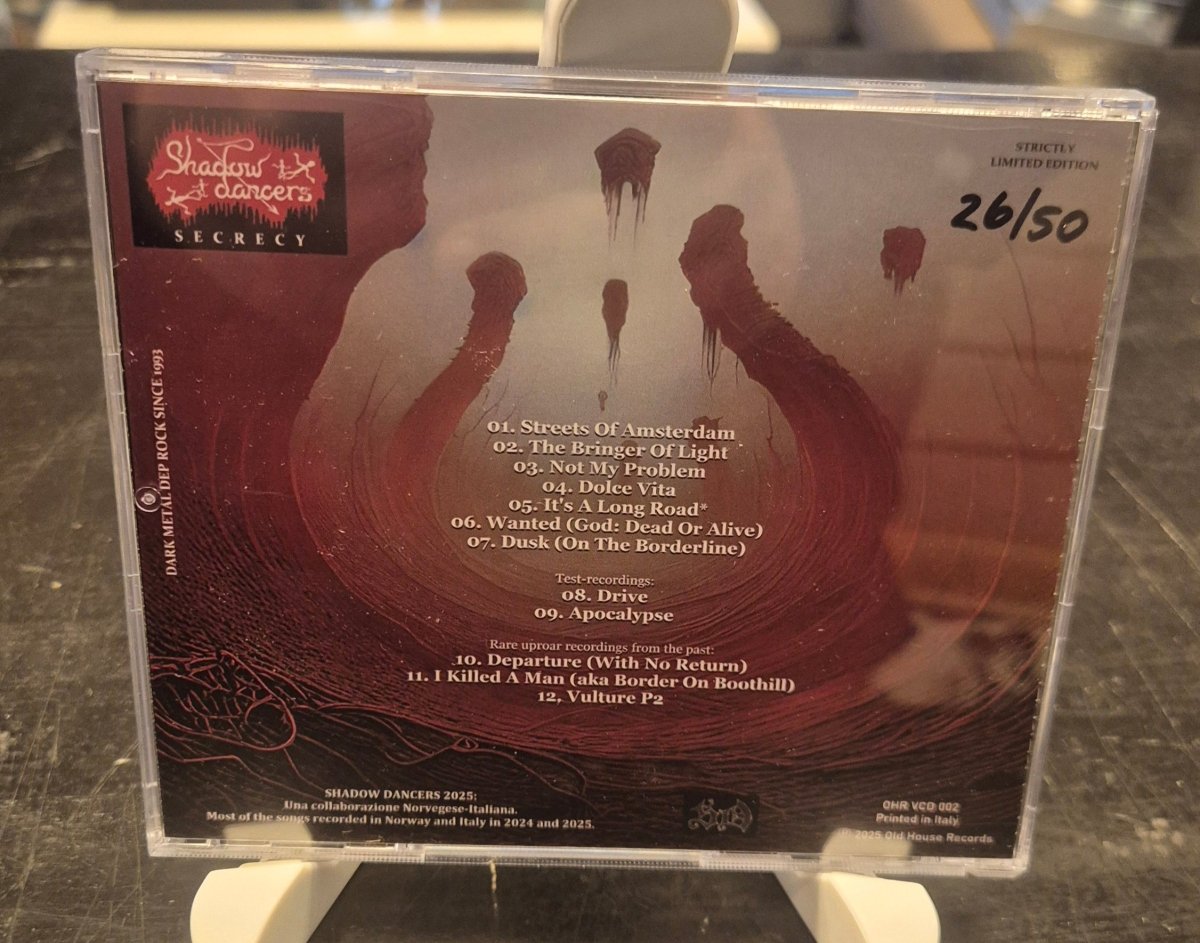 Shadow
dancers
SECRECY
STRICTLY
LIMITED EDITION
26/50
DARK METAL DEP ROCK SINCE 1993
01. Streets Of Amsterdam
02. The Bringer Of Light
03. Not My Problem
04. Dolce Vita
05. It's A Long Road*
06. Wanted (God: Dead Or Alive)
07. Dusk (On The Borderline)
Test-recordings:
08. Drive
09. Apocalypse
Rare uproar recordings from the past:
10. Departure (With No Return)
11. I Killed A Man (aka Border On Boothill)
12, Vulture P2
SHADOW DANCERS 2025:
Una collaborazione Norvegese-Italiana.
Most of the songs recorded in Norway and Italy in 2024 and 2025.
OHR VCD 002
Printed in Italy
℗ 2025 Old House Records